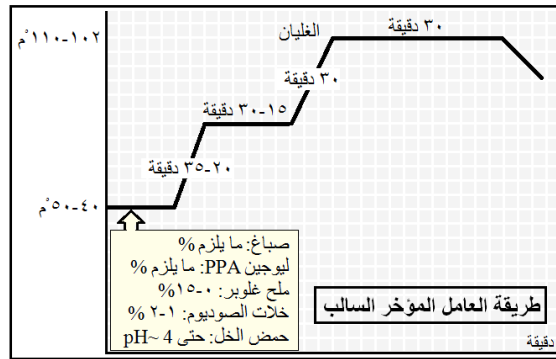 الغليان
٣٠ دقيقة
١٠٢-١١٠ ْم
٣٠ دقيقة
١٥-٣٠ دقيقة
٢٠-٣٥ دقيقة
٤٠-٥٠ ْم
صباغ: ما يلزم %
ليوجين PPA: ما يلزم %
ملح غلوبر: ٠-١٥%
خلات الصوديوم: ١-٢ %
حمض الخل: حتى pH~ 4
طريقة العامل المؤخر السالب
دقيقة